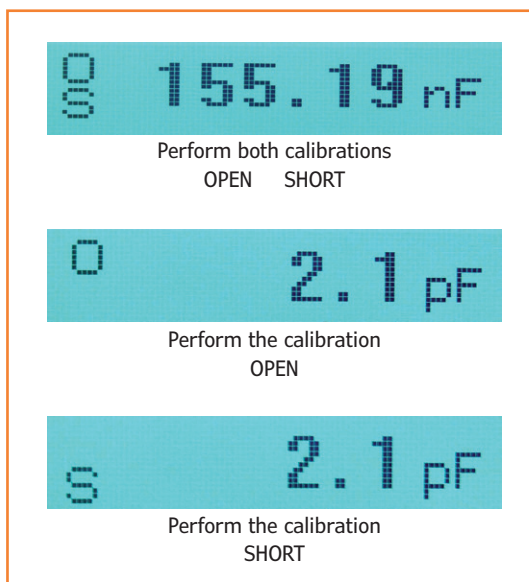 O
S 155.19 nF
Perform both calibrations
OPEN SHORT
O 2.1 pF
Perform the calibration
OPEN
S 2.1 pF
Perform the calibration
SHORT